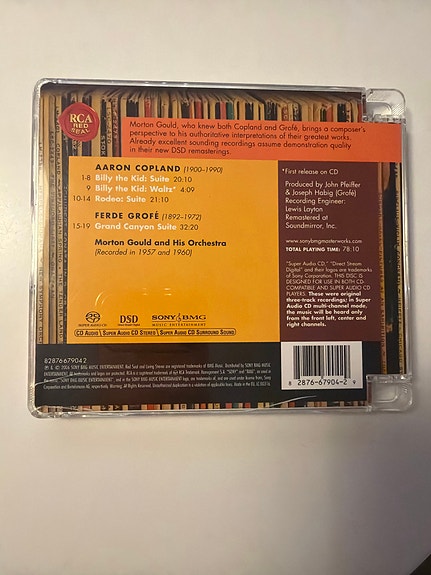 RCA
RED SEAL
Morton Gould, who knew both Copland and Grofé, brings a composer's
perspective to his authoritative interpretations of their greatest works.
Already excellent sounding recordings assume demonstration quality
in their new DSD remasterings.
AARON COPLAND (1900–1990)
1-8 Billy the Kid: Suite 20:10
9 Billy the Kid: Waltz* 4:09
10-14 Rodeo: Suite 21:10
FERDE GROFÉ (1892–1972)
15-19 Grand Canyon Suite 32:20
Morton Gould and His Orchestra
(Recorded in 1957 and 1960)
*First release on CD
Produced by John Pfeiffer
& Joseph Habig (Grofé)
Recording Engineer:
Lewis Layton
Remastered at
Soundmirror, Inc.
www.sonybmgmasterworks.com
TOTAL PLAYING TIME: 78:10
"Super Audio CD," "Direct Stream
Digital" and their logos are trademarks
of Sony Corporation. THIS DISC IS
DESIGNED FOR USE IN BOTH CD-
COMPATIBLE AND SUPER AUDIO CD
PLAYERS. These were original
three-track recordings; in Super
Audio CD multi-channel mode,
the music will be heard only
from the front left, center and
right channels.
SUPER AUDIO CD
DSD
Direct Stream Digital
SONY BMG
MUSIC ENTERTAINMENT
CD AUDIO \ SUPER AUDIO CD STEREO \ SUPER AUDIO CD SURROUND SOUND
82876-67904 2
8 28766-79042 9